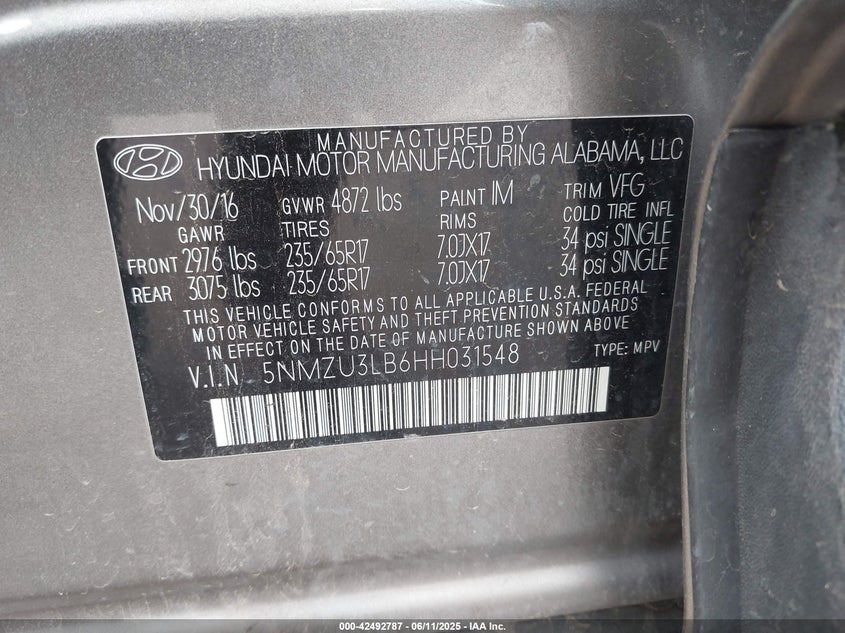 MANUFACTURED BY
HYUNDAI MOTOR MANUFACTURING ALABAMA, LLC
Nov/30/16 GVWR 4872 lbs PAINT IM TRIM VFG
GAWR TIRES RIMS COLD TIRE INFL
FRONT 2976 lbs 235/65R17 7.0JX17 34 psi SINGLE
REAR 3075 lbs 235/65R17 7.0JX17 34 psi SINGLE
THIS VEHICLE CONFORMS TO ALL APPLICABLE U.S.A. FEDERAL
MOTOR VEHICLE SAFETY AND THEFT PREVENTION STANDARDS
IN EFFECT ON THE DATE OF MANUFACTURE SHOWN ABOVE
V.I.N. 5NMZU3LB6HH031548 TYPE: MPV
000-42492787 - 06/11/2025 - IAA Inc.